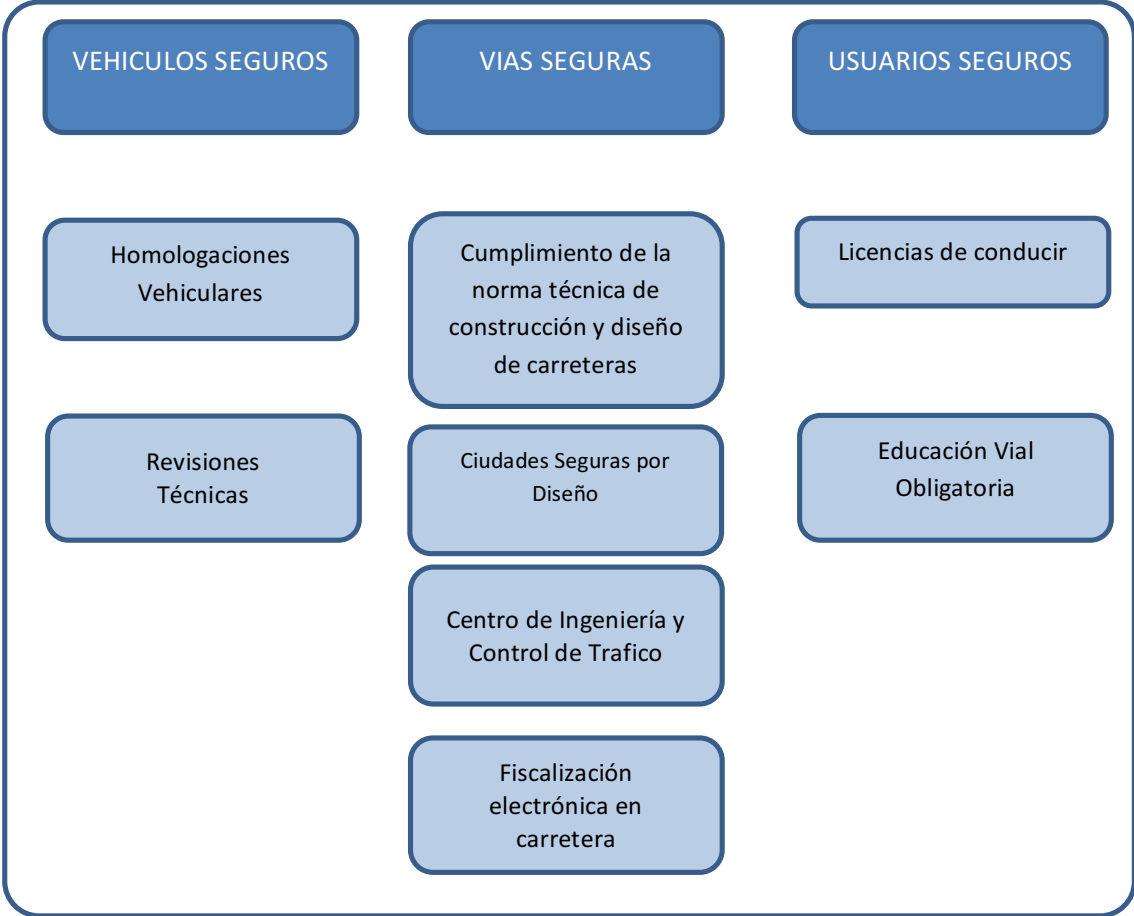 VEHICULOS SEGUROS
VIAS SEGURAS
USUARIOS SEGUROS
Homologaciones
Vehiculares
Cumplimiento de la
norma técnica de
construcción y diseño
de carreteras
Licencias de conducir
Revisiones
Técnicas
Ciudades Seguras por
Diseño
Educación Vial
Obligatoria
Centro de Ingeniería y
Control de Trafico
Fiscalización
electrónica en
carretera